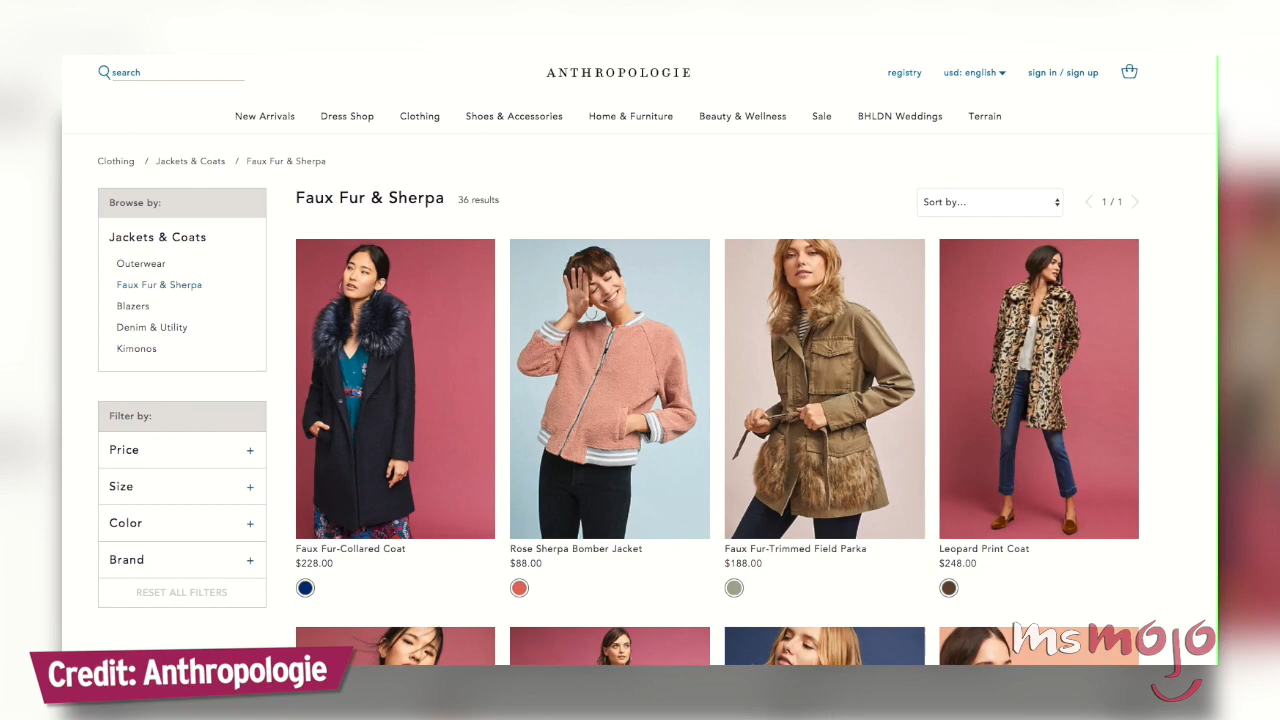 search
ANTHROPOLOGIE
registry
usd: english
sign in / sign up
New Arrivals
Dress Shop
Clothing
Shoes & Accessories
Home & Furniture
Beauty & Wellness
Sale
BHLDN Weddings
Terrain
Clothing / Jackets & Coats / Faux Fur & Sherpa
Browse by:
Jackets & Coats
Outerwear
Faux Fur & Sherpa
Blazers
Denim & Utility
Kimonos
Filter by:
Price +
Size +
Color +
Brand +
RESET ALL FILTERS
Faux Fur & Sherpa
36 results
Sort by...
1 / 1
Faux Fur-Collared Coat
$228.00
Rose Sherpa Bomber Jacket
$88.00
Faux Fur-Trimmed Field Parka
$188.00
Leopard Print Coat
$248.00
Credit: Anthropologie
msmojo